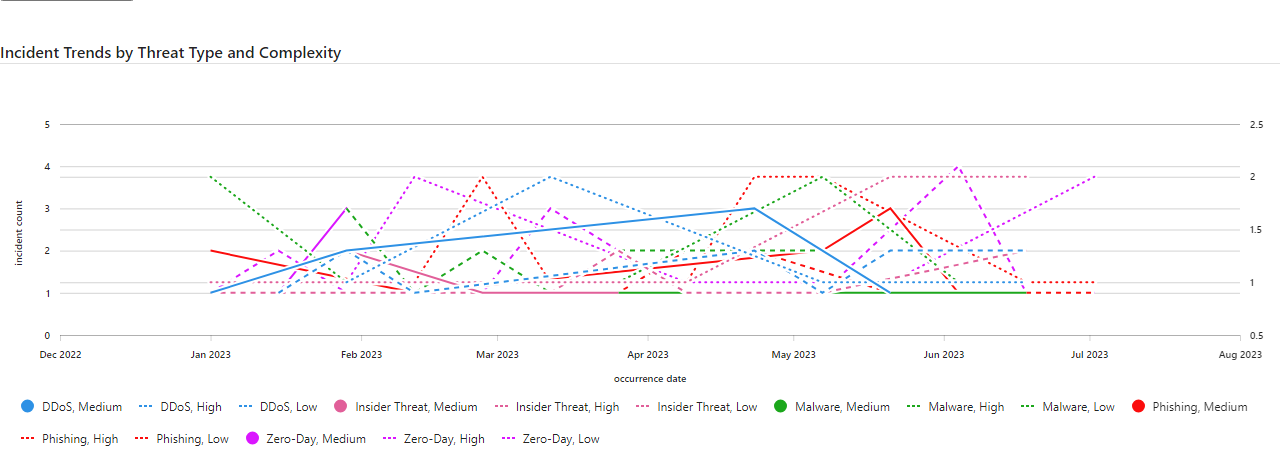 Incident Trends by Threat Type and Complexity
5 2.5
4 2
3 1.5
2 1
1 0.5
0
incident count
Dec 2022 Jan 2023 Feb 2023 Mar 2023 Apr 2023 May 2023 Jun 2023 Jul 2023 Aug 2023
occurrence date
DDoS, Medium DDoS, High DDoS, Low Insider Threat, Medium Insider Threat, High Insider Threat, Low Malware, Medium Malware, High Malware, Low Phishing, Medium
Phishing, High Phishing, Low Zero-Day, Medium Zero-Day, High Zero-Day, Low